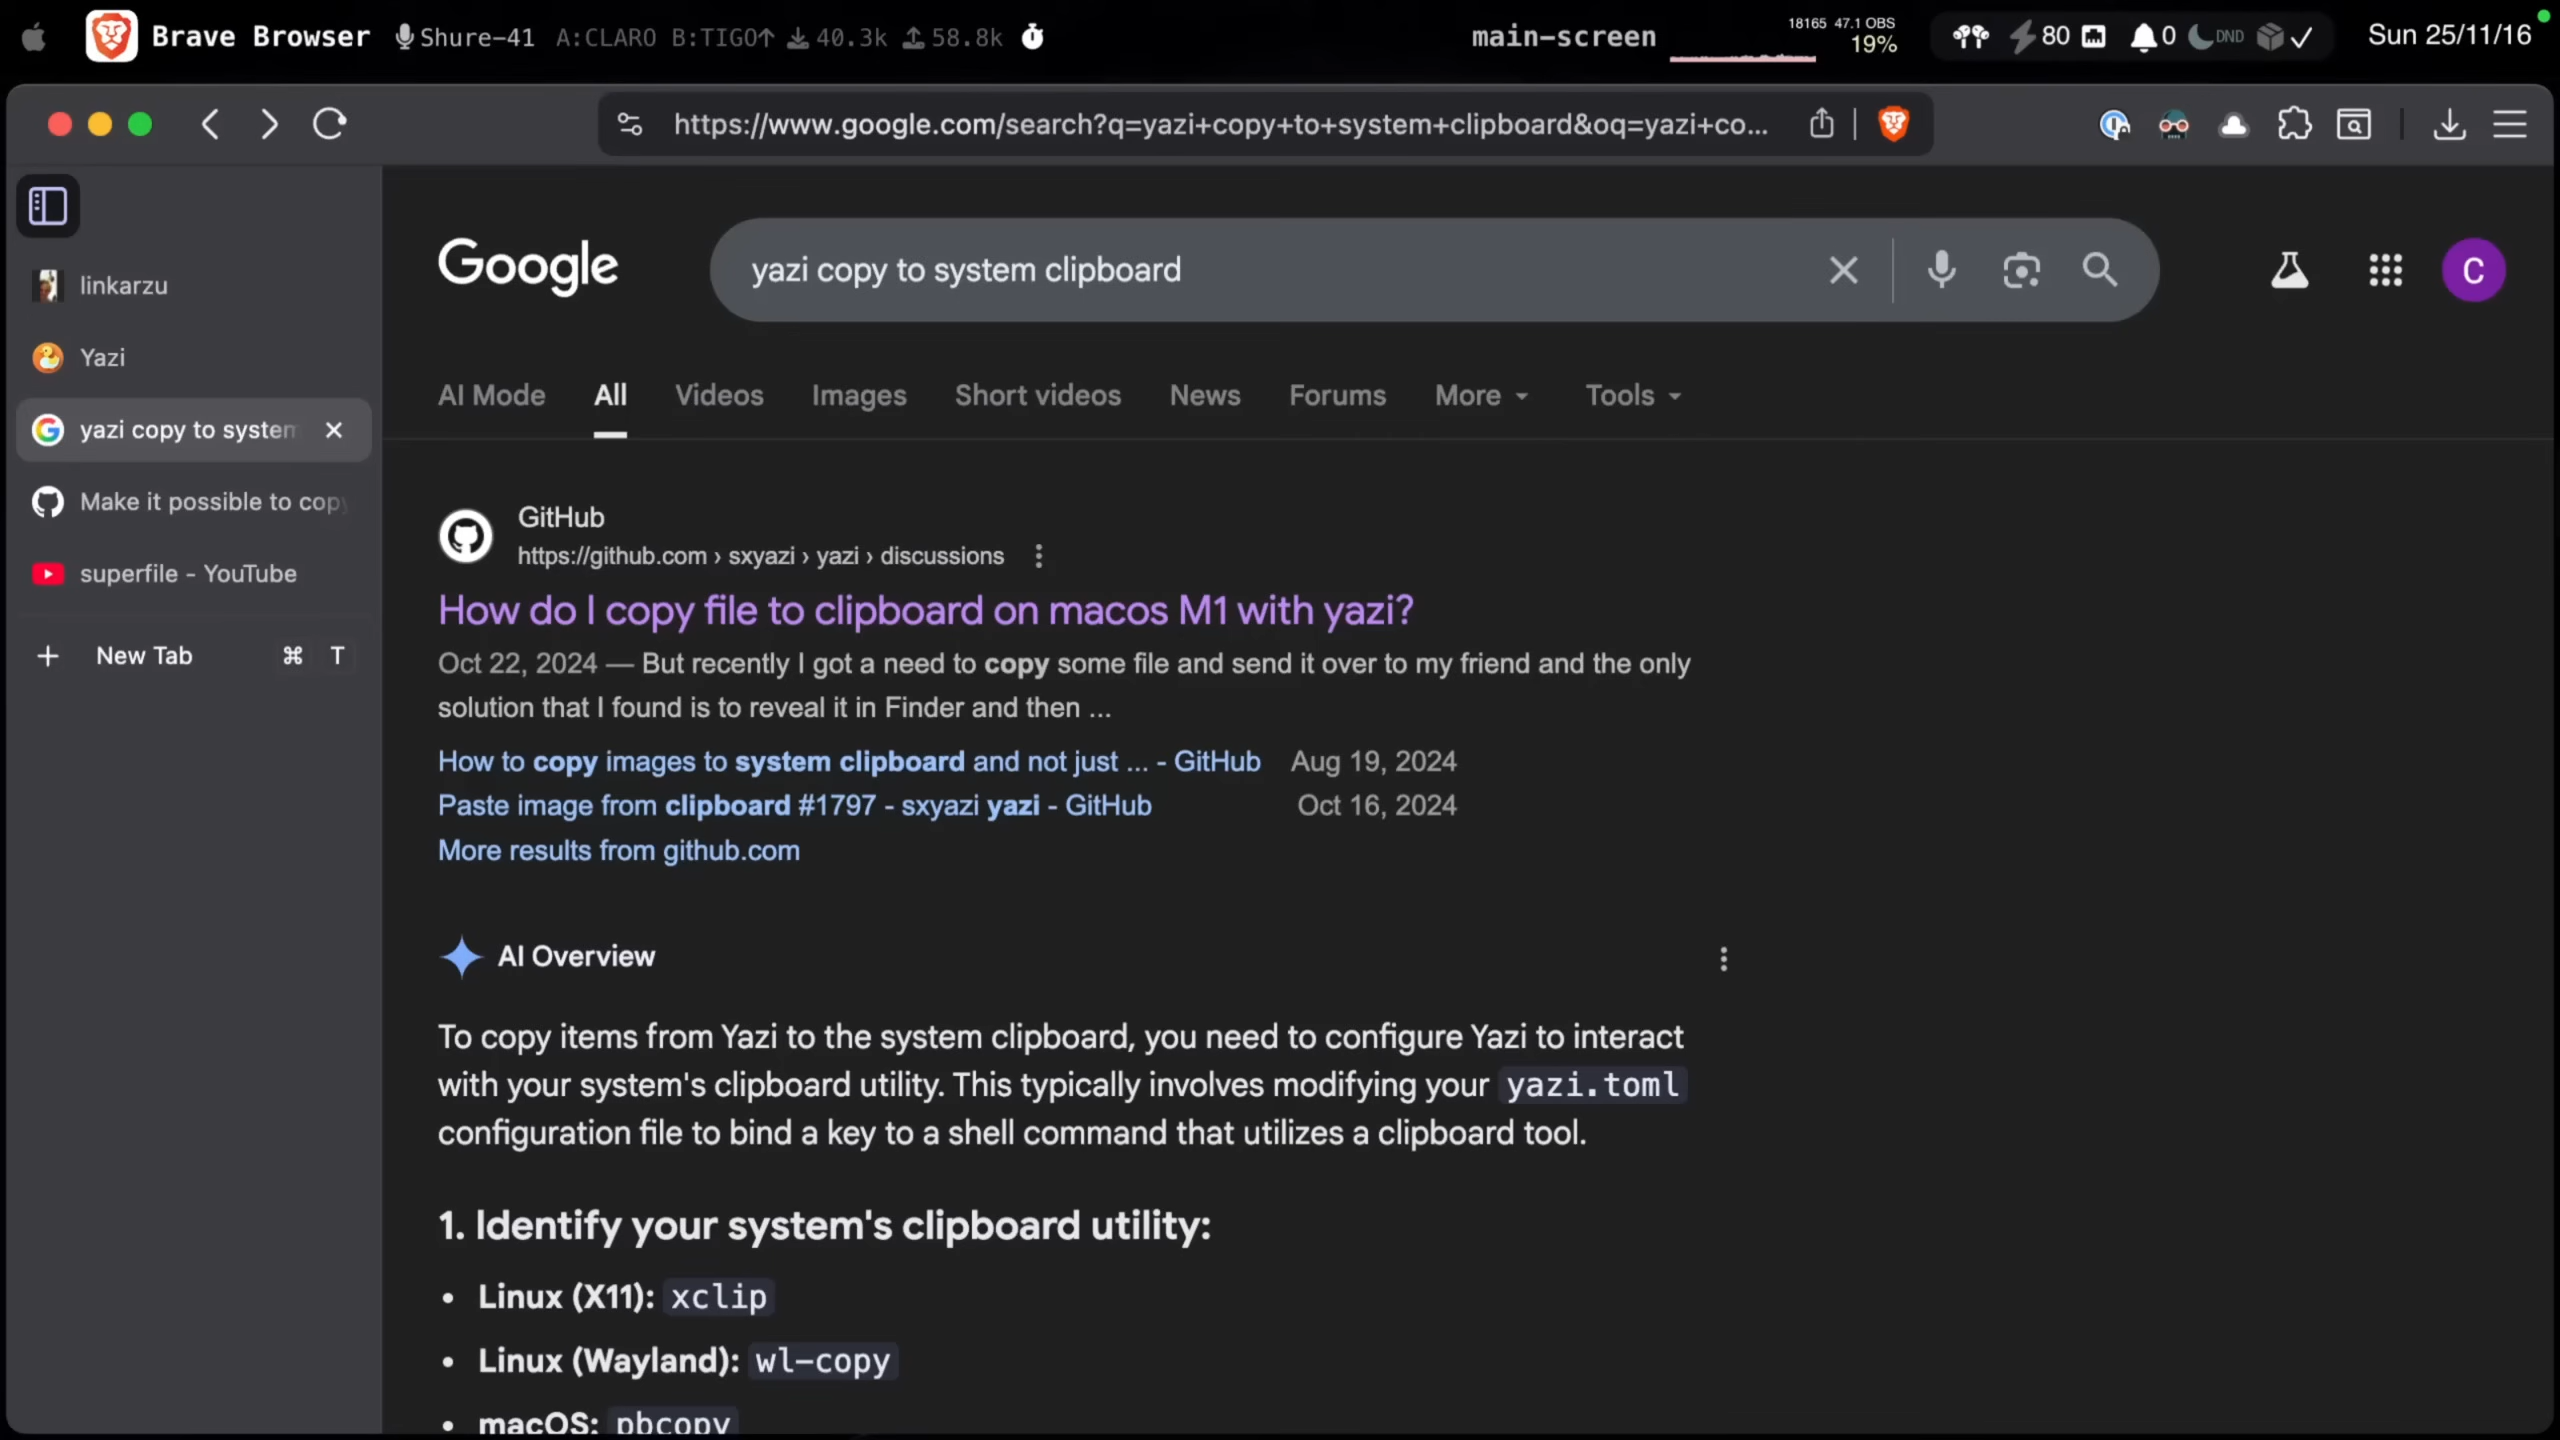 Brave Browser Shure-41 A:CLARO B:TIGO↑ 40.3k 58.8k main-screen 18165 47.1 OBS 19% 80 0 DND Sun 25/11/16
https://www.google.com/search?q=yazi+copy+to+system+clipboard&oq=yazi+co...
linkarzu
Yazi
yazi copy to system
Make it possible to copy
superfile - YouTube
New Tab ⌘ T
Google
yazi copy to system clipboard
C
AI Mode All Videos Images Short videos News Forums More Tools
GitHub
https://github.com › sxyazi › yazi › discussions
How do I copy file to clipboard on macos M1 with yazi?
Oct 22, 2024 — But recently I got a need to copy some file and send it over to my friend and the only
solution that I found is to reveal it in Finder and then ...
How to copy images to system clipboard and not just ... - GitHub Aug 19, 2024
Paste image from clipboard #1797 - sxyazi yazi - GitHub Oct 16, 2024
More results from github.com
AI Overview
To copy items from Yazi to the system clipboard, you need to configure Yazi to interact
with your system's clipboard utility. This typically involves modifying your yazi.toml
configuration file to bind a key to a shell command that utilizes a clipboard tool.
1. Identify your system's clipboard utility:
• Linux (X11): xclip
• Linux (Wayland): wl-copy
• macOS: pbcopy